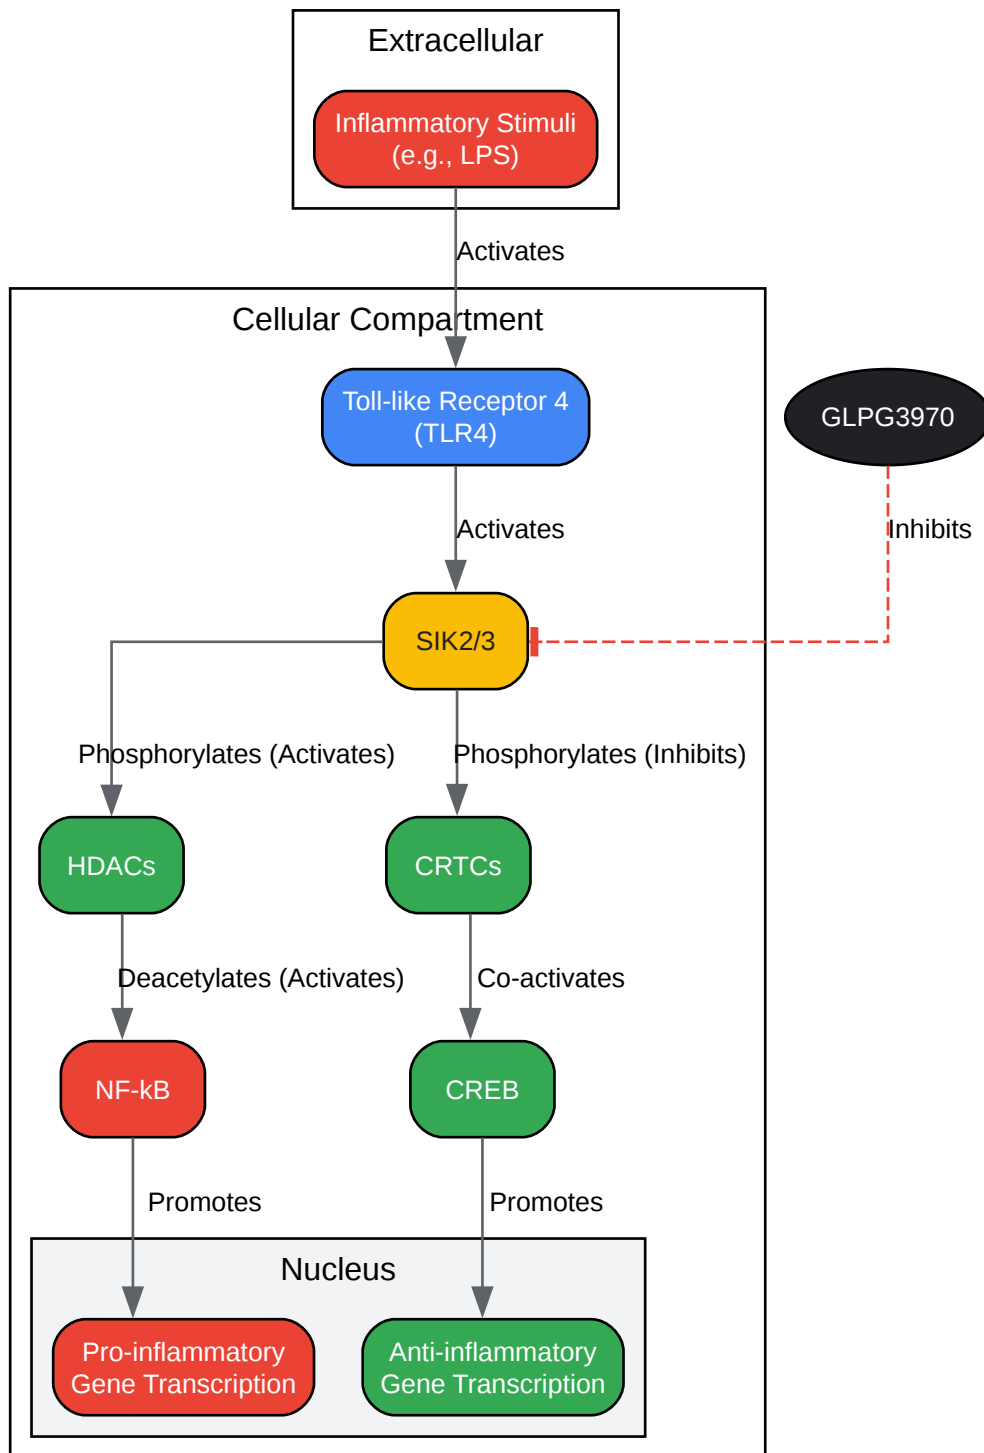 Extracellular
Inflammatory Stimuli
(e.g., LPS)
Activates
Cellular Compartment
Toll-like Receptor 4
(TLR4)
GLPG3970
Activates
Inhibits
SIK2/3
Phosphorylates (Activates)
Phosphorylates (Inhibits)
HDACs
CRTCs
Deacetylates (Activates)
Co-activates
NF-kB
CREB
Promotes
Promotes
Nucleus
Pro-inflammatory
Gene Transcription
Anti-inflammatory
Gene Transcription